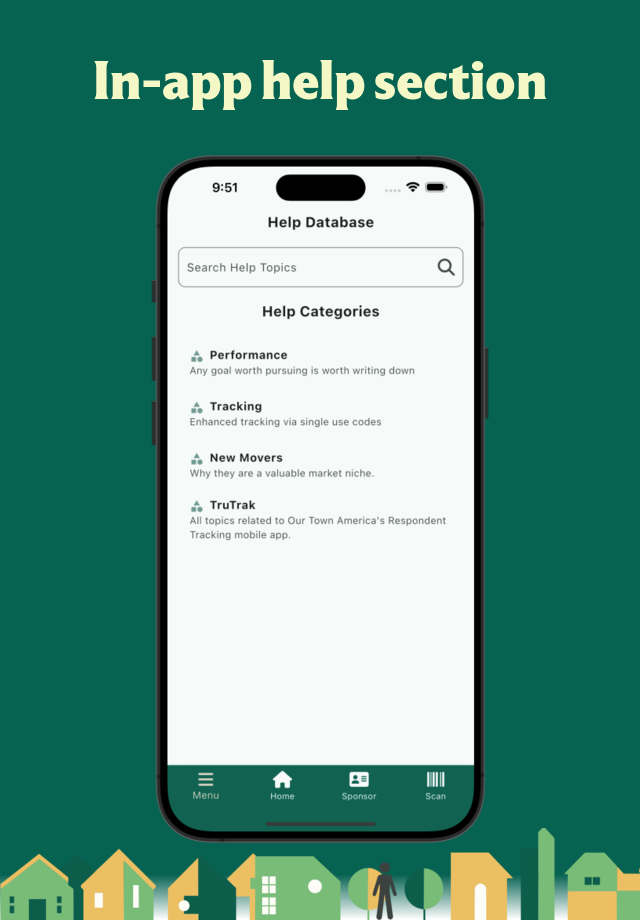 In-app help section
9:51
Help Database
Search Help Topics
Help Categories
Performance
Any goal worth pursuing is worth writing down
Tracking
Enhanced tracking via single use codes
New Movers
Why they are a valuable market niche.
TruTrak
All topics related to Our Town America's Respondent
Tracking mobile app.
Menu
Home
Sponsor
Scan